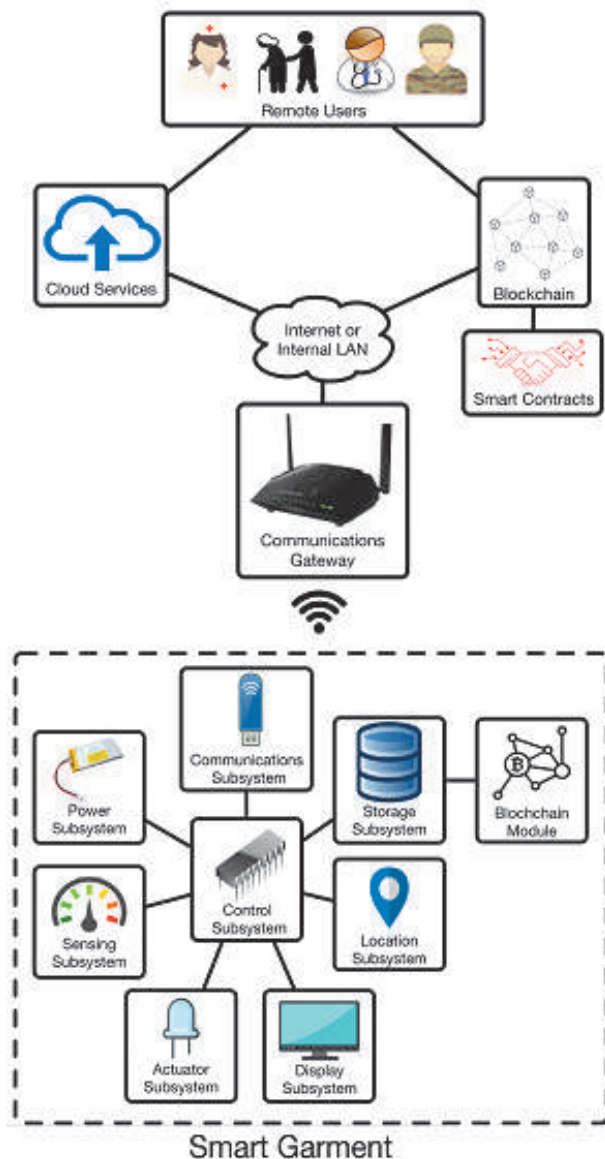 Remote Users
Cloud Services
Blockchain
Internet or
Internal LAN
Smart Contracts
Communications
Gateway
Communications
Subsystem
Power
Subsystem
Storage
Subsystem
Blochchain
Module
Control
Subsystem
Sensing
Subsystem
Location
Subsystem
Actuator
Subsystem
Display
Subsystem
Smart Garment